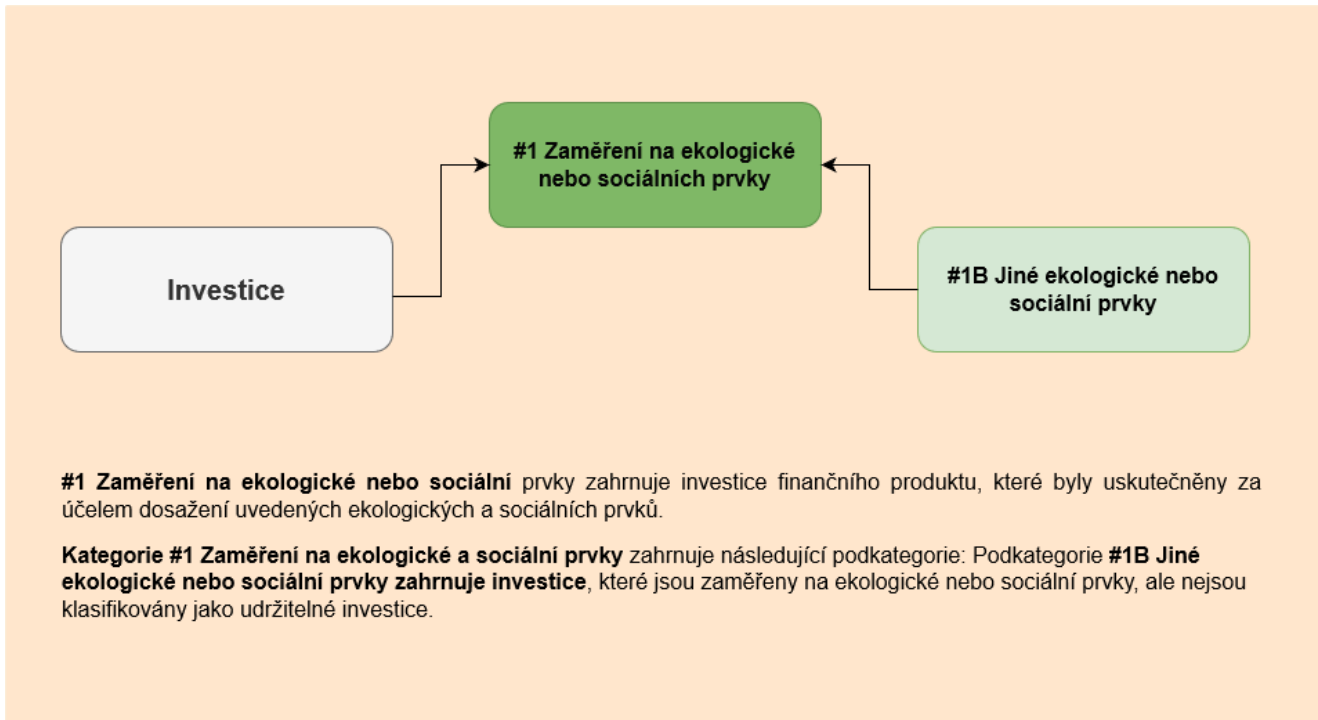 #1 Zaměření na ekologické
nebo sociálních prvky
Investice
#1B Jiné ekologické nebo
sociální prvky
#1 Zaměření na ekologické nebo sociální prvky zahrnuje investice finančního produktu, které byly uskutečněny za
účelem dosažení uvedených ekologických a sociálních prvků.
Kategorie #1 Zaměření na ekologické a sociální prvky zahrnuje následující podkategorie: Podkategorie #1B Jiné
ekologické nebo sociální prvky zahrnuje investice, které jsou zaměřeny na ekologické nebo sociální prvky, ale nejsou
klasifikovány jako udržitelné investice.